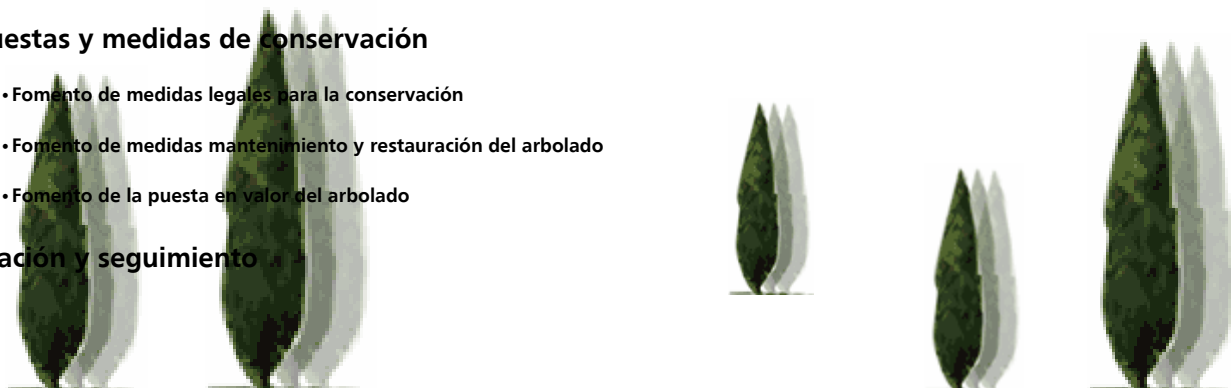 uestas y medidas de conservación
• Fomento de medidas legales para la conservación
• Fomento de medidas mantenimiento y restauración del arbolado
• Fomento de la puesta en valor del arbolado
ación y seguimiento